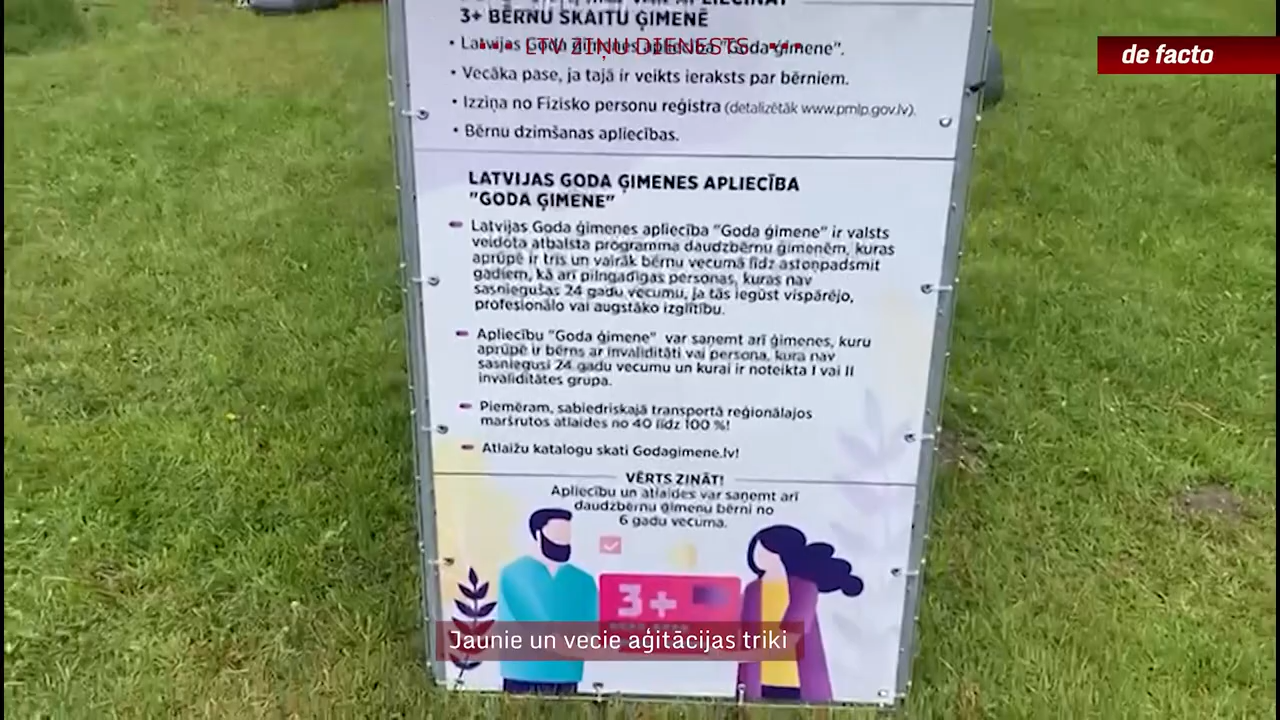 3+ BĒRNU SKAITU ĢIMENĒ
• Latvijas Goda ģimenes apliecība "Goda ģimene".
LTV ZIŅU DIENESTS
de facto
• Vecāka pase, ja tajā ir veikts ieraksts par bērniem.
• Izziņa no Fizisko personu reģistra (detalizētāk www.pmlp.gov.lv).
• Bērnu dzimšanas apliecības.
LATVIJAS GODA ĢIMENES APLIECĪBA
"GODA ĢIMENE"
Latvijas Goda ģimenes apliecība "Goda ģimene" ir valsts
veidota atbalsta programma daudzbērnu ģimenēm, kuras
aprūpē ir trīs un vairāk bērnu vecumā līdz astoņpadsmit
gadiem, kā arī pilngadīgas personas, kuras nav
sasniegušas 24 gadu vecumu, ja tās iegūst vispārējo,
profesionālo vai augstāko izglītību.
Apliecību "Goda ģimene" var saņemt arī ģimenes, kuru
aprūpē ir bērns ar invaliditāti vai persona, kura nav
sasniegusi 24 gadu vecumu un kurai ir noteikta I vai II
invaliditātes grupa.
Piemēram, sabiedriskajā transportā reģionālajos
maršrutos atlaides no 40 līdz 100 %!
Atlaižu katalogu skati Godagimene.lv!
VĒRTS ZINĀT!
Apliecību un atlaides var saņemt arī
daudzbērnu ģimeņu bērni no
6 gadu vecuma.
3+
Jaunie un vecie aģitācijas triki